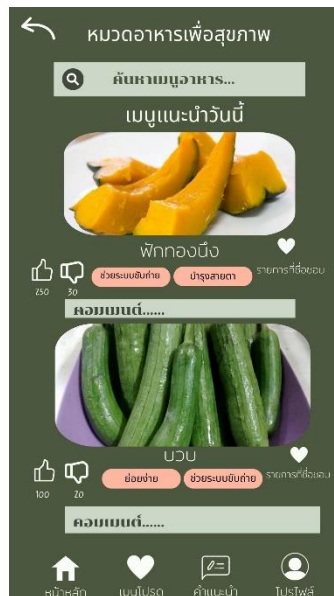 หมวดอาหารเพื่อสุขภาพ
ค้นหาเมนูอาหาร...
เมนูแนะนำวันนี้
ฟักทองนึ่ง
ช่วยระบบขับถ่าย บำรุงสายตา รายการที่ชื่นชอบ
250 30
คอมเมนต์......
บวบ
ย่อยง่าย ช่วยระบบขับถ่าย รายการที่ชื่นชอบ
100 20
คอมเมนต์......
หน้าหลัก เมนูโปรด คำแนะนำ โปรไฟล์